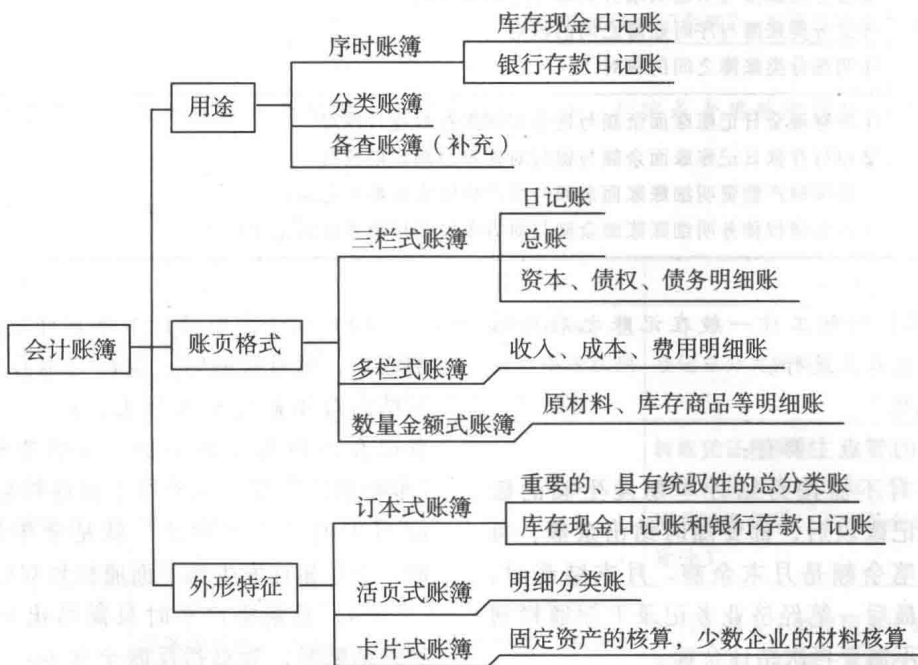 库存现金日记账
序时账簿
银行存款日记账
用途
分类账簿
备查账簿（补充）
日记账
三栏式账簿
总账
资本、债权、债务明细账
会计账簿
账页格式
收入、成本、费用明细账
多栏式账簿
原材料、库存商品等明细账
数量金额式账簿
重要的、具有统驭性的总分类账
订本式账簿
库存现金日记账和银行存款日记账
外形特征
活页式账簿
明细分类账
卡片式账簿
固定资产的核算，少数企业的材料核算